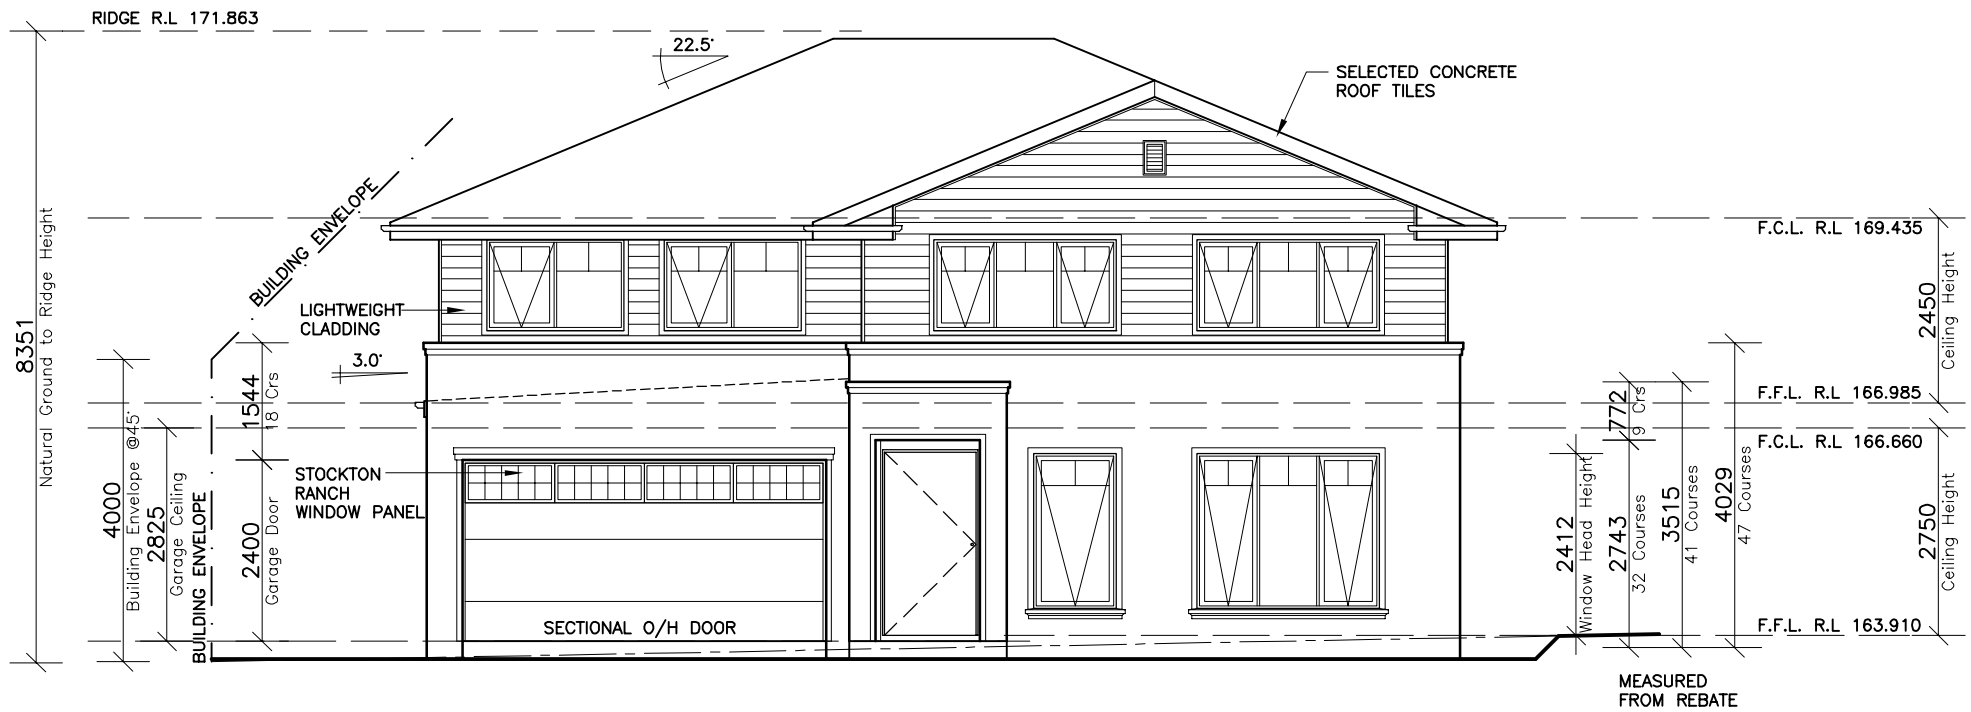 RIDGE R.L 171.863
22.5°
SELECTED CONCRETE
ROOF TILES
8351
Natural Ground to Ridge Height
BUILDING ENVELOPE
LIGHTWEIGHT
CLADDING
3.0°
F.C.L. R.L 169.435
2450
Ceiling Height
F.F.L. R.L 166.985
F.C.L. R.L 166.660
2750
Ceiling Height
F.F.L. R.L 163.910
4000
Building Envelope @45°
2825
Garage Ceiling
BUILDING ENVELOPE
1544
18 Crs
2400
Garage Door
STOCKTON
RANCH
WINDOW PANEL
SECTIONAL O/H DOOR
2412
Window Head Height
772
9 Crs
2743
32 Courses
3515
41 Courses
4029
47 Courses
MEASURED
FROM REBATE